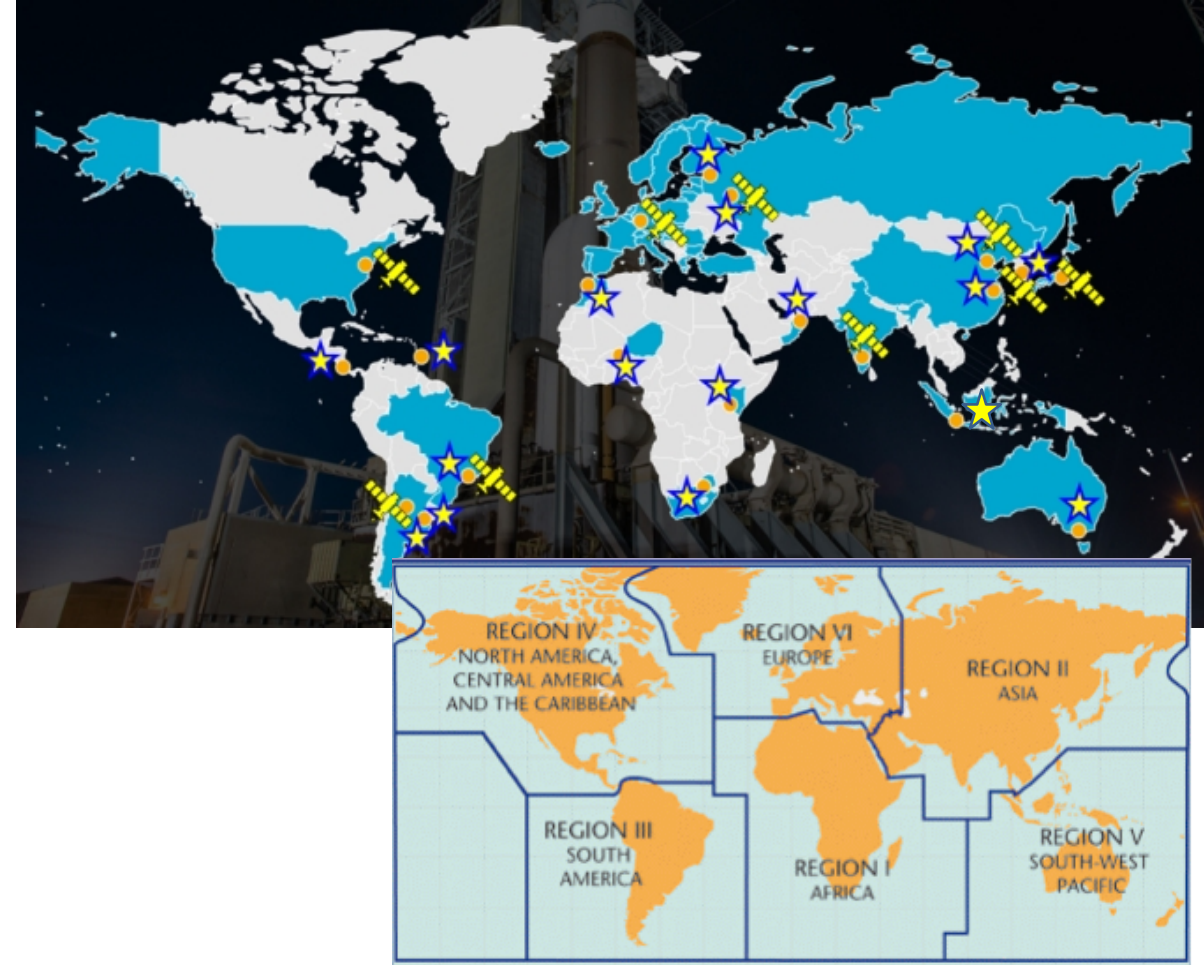 REGION IV
NORTH AMERICA,
CENTRAL AMERICA
AND THE CARIBBEAN
REGION VI
EUROPE
REGION II
ASIA
REGION III
SOUTH
AMERICA
REGION I
AFRICA
REGION V
SOUTH-WEST
PACIFIC